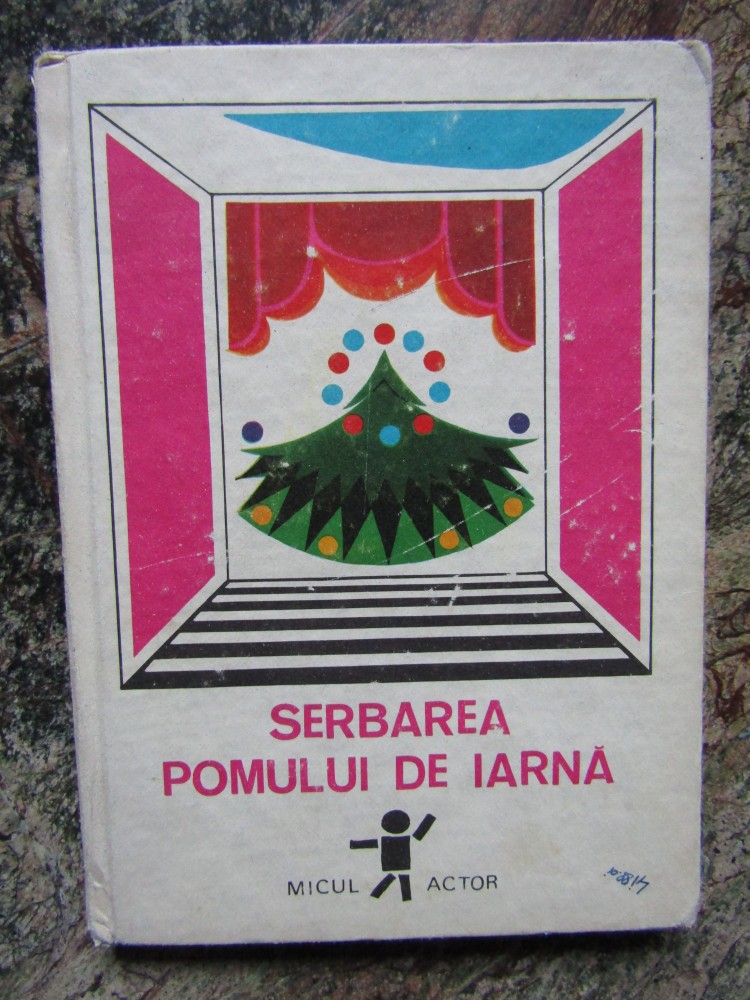 SERBAREA
POMULUI DE IARNĂ
MICUL ACTOR